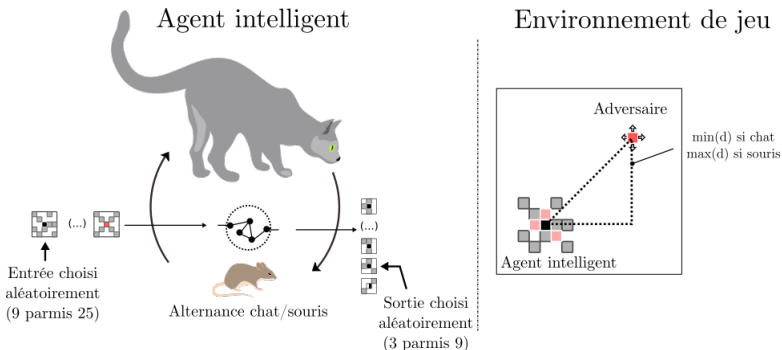 Agent intelligent
Environnement de jeu
Adversaire
min(d) si chat
max(d) si souris
(...)
(...)
Agent intelligent
Entrée choisi
aléatoirement
(9 parmis 25)
Alternance chat/souris
Sortie choisi
aléatoirement
(3 parmis 9)